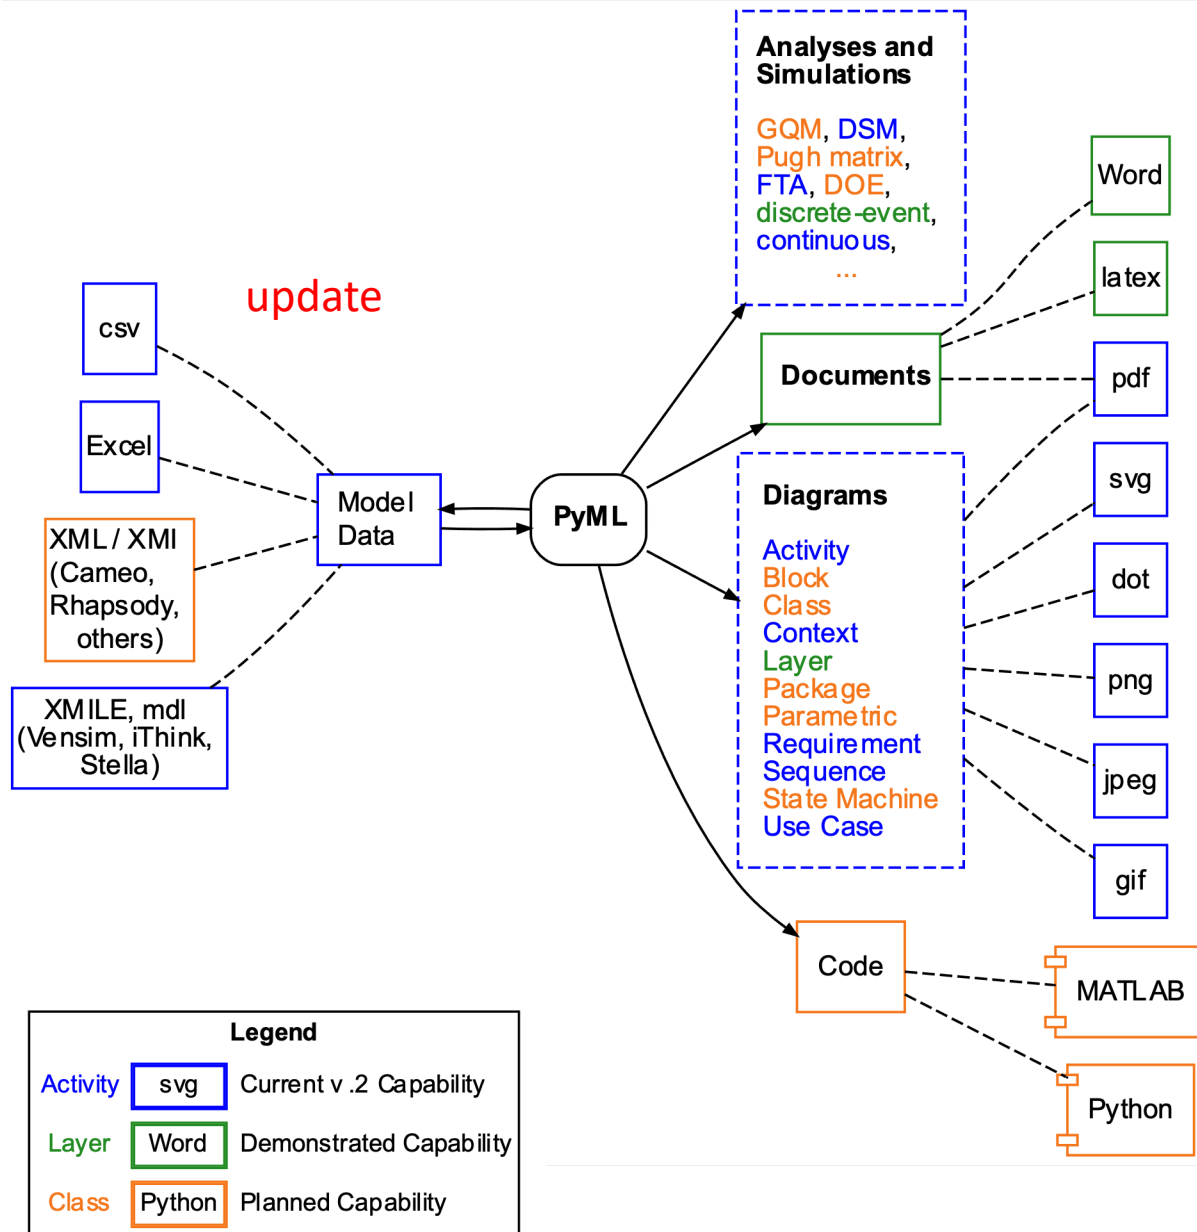 Analyses and
Simulations
GQM, DSM,
Pugh matrix,
FTA, DOE,
discrete-event,
continuous,
...
Word
latex
pdf
svg
dot
png
jpeg
gif
update
csv
Excel
XML / XMI
(Cameo,
Rhapsody,
others)
XMILE, mdl
(Vensim, iThink,
Stella)
Model
Data
PyML
Documents
Diagrams
Activity
Block
Class
Context
Layer
Package
Parametric
Requirement
Sequence
State Machine
Use Case
Code
MATLAB
Python
Legend
Activity svg Current v .2 Capability
Layer Word Demonstrated Capability
Class Python Planned Capability